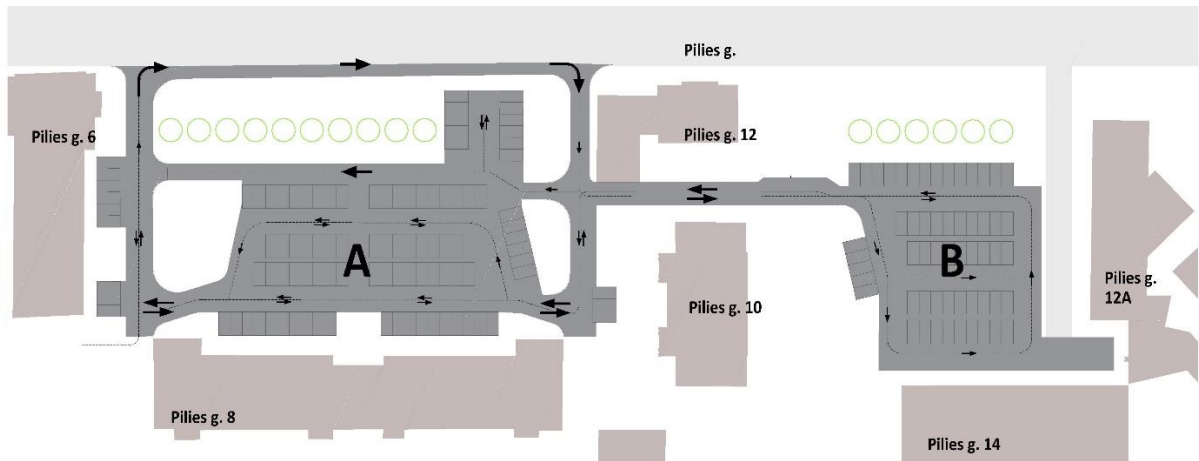 Pilies g.
Pilies g. 6
Pilies g. 12
A
B
Pilies g.
12A
Pilies g. 10
Pilies g. 8
Pilies g. 14